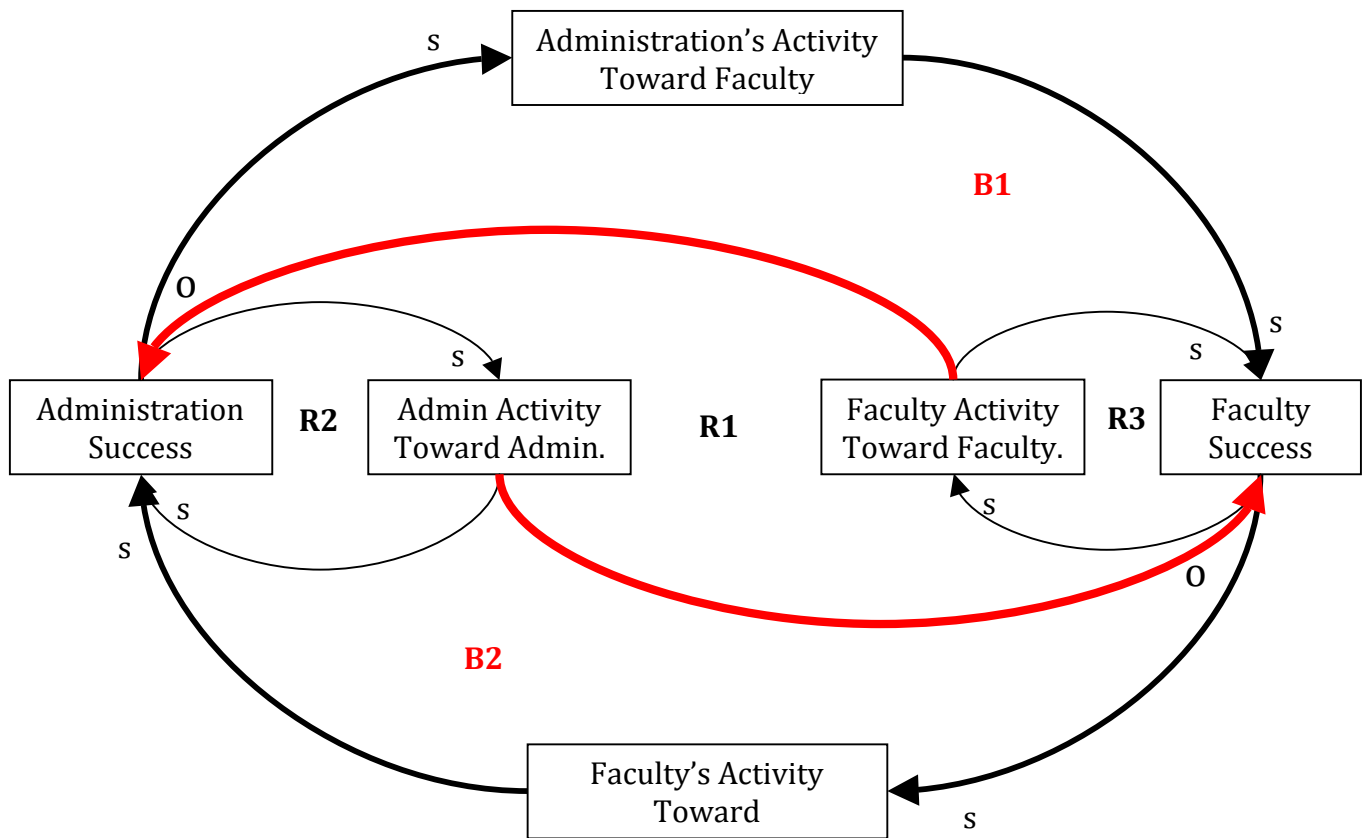 s
Administration’s Activity
Toward Faculty
B1
o
s
s
s
Administration
Success
R2
Admin Activity
Toward Admin.
R1
Faculty Activity
Toward Faculty.
R3
Faculty
Success
s
s
s
o
B2
Faculty’s Activity
Toward
s